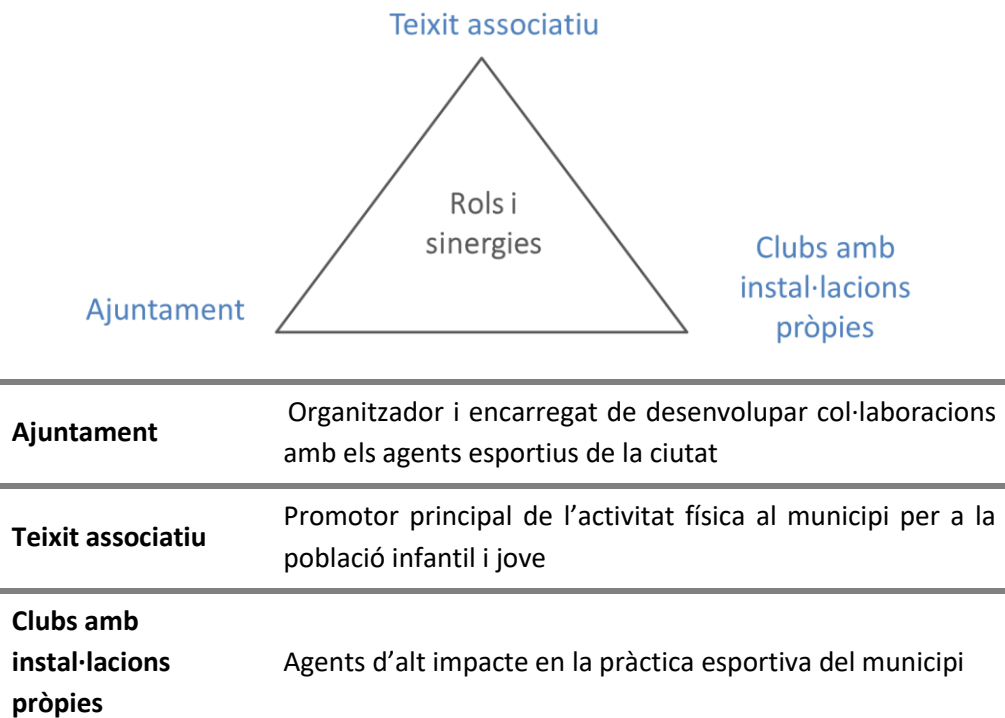 Teixit associatiu
Rols i
sinergies
Ajuntament
Clubs amb
instal·lacions
pròpies
Ajuntament
Organitzador i encarregat de desenvolupar col·laboracions
amb els agents esportius de la ciutat
Teixit associatiu
Promotor principal de l’activitat física al municipi per a la
població infantil i jove
Clubs amb
instal·lacions
pròpies
Agents d’alt impacte en la pràctica esportiva del municipi